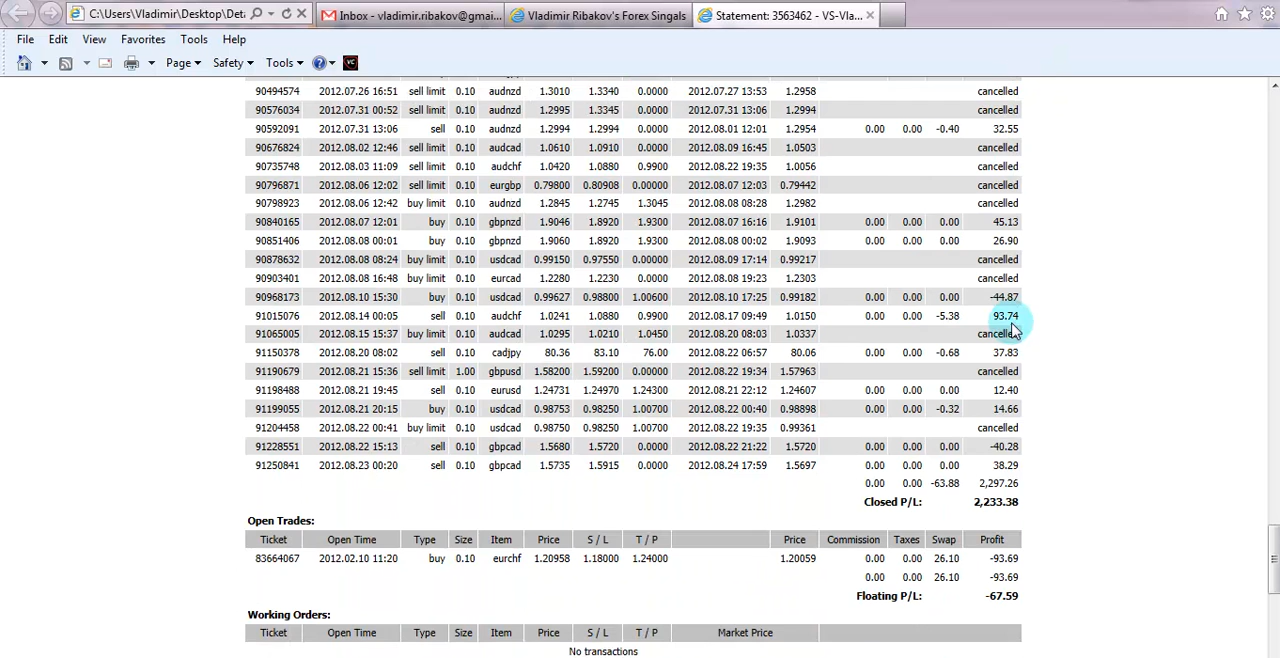 C:\Users\Vladimir\Desktop\Det
Inbox - vladimir.ribakov@gmai...
Vladimir Ribakov's Forex Singals
Statement: 3563462 - VS-Vla...
File Edit View Favorites Tools Help
Page Safety Tools
90494574 2012.07.26 16:51 sell limit 0.10 audnzd 1.3010 1.3340 0.0000 2012.07.27 13:53 1.2958 cancelled
90576034 2012.07.31 00:52 sell limit 0.10 audnzd 1.2995 1.3345 0.0000 2012.07.31 13:06 1.2994 cancelled
90592091 2012.07.31 13:06 sell 0.10 audnzd 1.2994 1.2994 0.0000 2012.08.01 12:01 1.2954 0.00 0.00 -0.40 32.55
90676824 2012.08.02 12:46 sell limit 0.10 audcad 1.0610 1.0910 0.0000 2012.08.09 16:45 1.0503 cancelled
90735748 2012.08.03 11:09 sell limit 0.10 audchf 1.0420 1.0880 0.9900 2012.08.22 19:35 1.0056 cancelled
90796871 2012.08.06 12:02 sell limit 0.10 eurgbp 0.79800 0.80908 0.00000 2012.08.07 12:03 0.79442 cancelled
90798923 2012.08.06 12:42 buy limit 0.10 audnzd 1.2845 1.2745 1.3045 2012.08.08 08:28 1.2982 cancelled
90840165 2012.08.07 12:01 buy 0.10 gbpnzd 1.9046 1.8920 1.9300 2012.08.07 16:16 1.9101 0.00 0.00 0.00 45.13
90851406 2012.08.08 00:01 buy 0.10 gbpnzd 1.9060 1.8920 1.9300 2012.08.08 00:02 1.9093 0.00 0.00 0.00 26.90
90878632 2012.08.08 08:24 buy limit 0.10 usdcad 0.99150 0.97550 0.00000 2012.08.09 17:14 0.99217 cancelled
90903401 2012.08.08 16:48 buy limit 0.10 eurcad 1.2280 1.2230 0.0000 2012.08.08 19:23 1.2303 cancelled
90968173 2012.08.10 15:30 buy 0.10 usdcad 0.99627 0.98800 1.00600 2012.08.10 17:25 0.99182 0.00 0.00 0.00 -44.87
91015076 2012.08.14 00:05 sell 0.10 audchf 1.0241 1.0880 0.9900 2012.08.17 09:49 1.0150 0.00 0.00 -5.38 93.74
91065005 2012.08.15 15:37 buy limit 0.10 audcad 1.0295 1.0210 1.0450 2012.08.20 08:03 1.0337 cancelled
91150378 2012.08.20 08:02 sell 0.10 cadjpy 80.36 83.10 76.00 2012.08.22 06:57 80.06 0.00 0.00 -0.68 37.83
91190679 2012.08.21 15:36 sell limit 1.00 gbpusd 1.58200 1.59200 0.00000 2012.08.22 19:34 1.57963 cancelled
91198488 2012.08.21 19:45 sell 0.10 eurusd 1.24731 1.24970 1.24300 2012.08.21 22:12 1.24607 0.00 0.00 0.00 12.40
91199055 2012.08.21 20:15 buy 0.10 usdcad 0.98753 0.98250 1.00700 2012.08.22 00:40 0.98898 0.00 0.00 -0.32 14.66
91204458 2012.08.22 00:41 buy limit 0.10 usdcad 0.98750 0.98250 1.00700 2012.08.22 19:35 0.99361 cancelled
91228551 2012.08.22 15:13 sell 0.10 gbpcad 1.5680 1.5720 0.0000 2012.08.22 21:22 1.5720 0.00 0.00 0.00 -40.28
91250841 2012.08.23 00:20 sell 0.10 gbpcad 1.5735 1.5915 0.0000 2012.08.24 17:59 1.5697 0.00 0.00 0.00 38.29
0.00 0.00 -63.88 2,297.26
Closed P/L: 2,233.38
Open Trades:
Ticket Open Time Type Size Item Price S / L T / P Price Commission Taxes Swap Profit
83664067 2012.02.10 11:20 buy 0.10 eurchf 1.20958 1.18000 1.24000 1.20059 0.00 0.00 26.10 -93.69
0.00 0.00 26.10 -93.69
Floating P/L: -67.59
Working Orders:
Ticket Open Time Type Size Item Price S / L T / P Market Price
No transactions